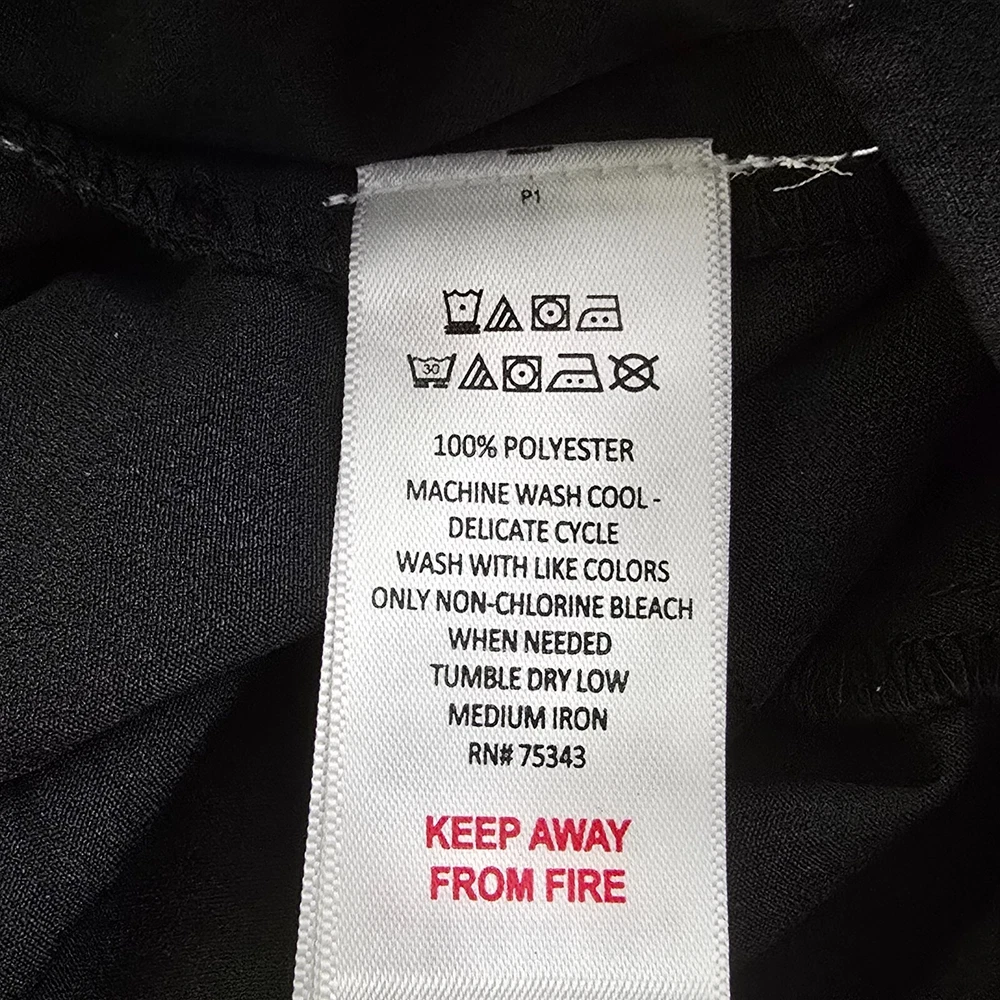 P1
30
100% POLYESTER
MACHINE WASH COOL -
DELICATE CYCLE
WASH WITH LIKE COLORS
ONLY NON-CHLORINE BLEACH
WHEN NEEDED
TUMBLE DRY LOW
MEDIUM IRON
RN# 75343
KEEP AWAY
FROM FIRE